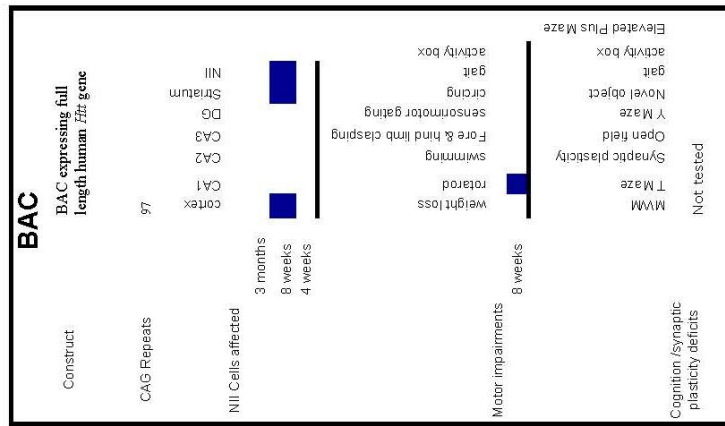 BAC
Construct
BAC expressing full
length human Htt gene
CAG Repeats
97
NII Cells affected
cortex
CA1
CA2
CA3
DG
Striatum
NII
3 months
8 weeks
4 weeks
Motor impairments
weight loss
rotarod
swimming
Fore & hind limb clasping
sensorimotor gating
circing
gait
activity box
8 weeks
Cognition /synaptic
plasticity deficits
MWM
T Maze
Synaptic plasticity
Open field
Y Maze
Novel object
gait
activity box
Elevated Plus Maze
Not tested